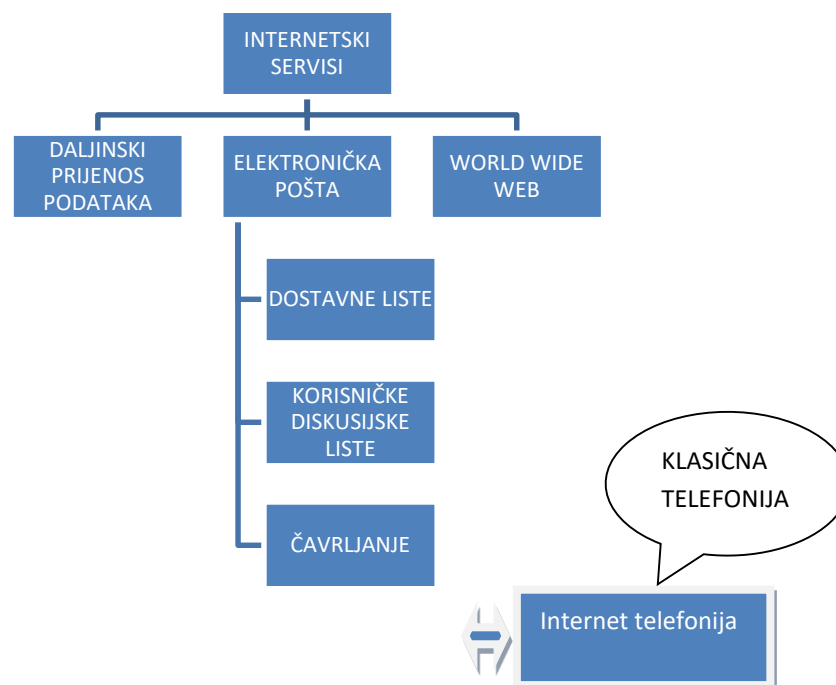 INTERNETSKI
SERVISI
DALJINSKI
PRIJENOS
PODATAKA
ELEKTRONIČKA
POŠTA
WORLD WIDE
WEB
DOSTAVNE LISTE
KORISNIČKE
DISKUSIJSKE
LISTE
ČAVRLJANJE
KLASIČNA
TELEFONIJA
Internet telefonija